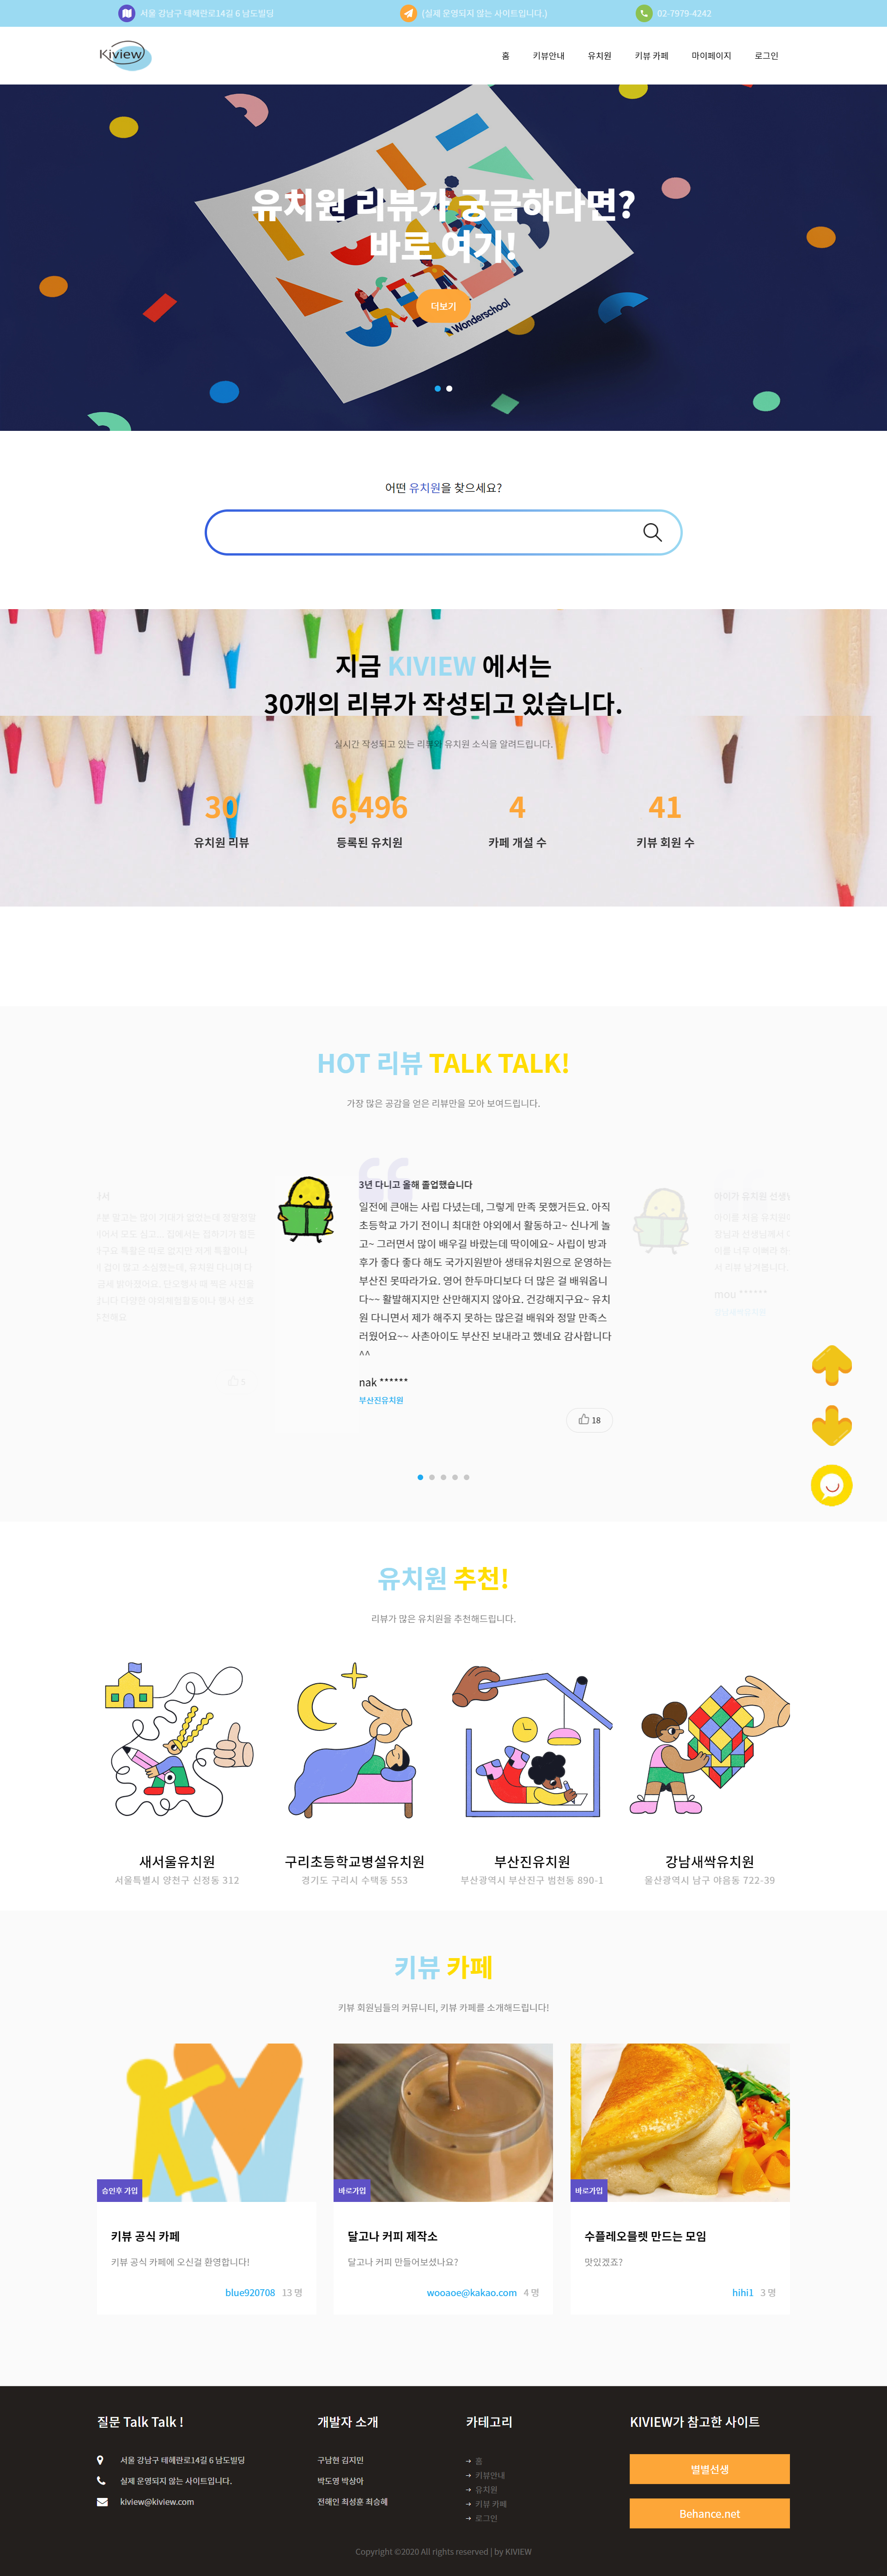 서울 강남구 테헤란로14길 6 남도빌딩
(실제 운영되지 않는 사이트입니다.)
02-7979-4242
Kiview
홈
키뷰안내
유치원
키뷰 카페
마이페이지
로그인
유치원 리뷰가 궁금하다면?
바로 여기!
더보기
Wonderschool
어떤 유치원을 찾으세요?
지금 KIVIEW 에서는
30개의 리뷰가 작성되고 있습니다.
실시간 작성되고 있는 리뷰와 유치원 소식을 알려드립니다.
30
유치원 리뷰
6,496
등록된 유치원
4
카페 개설 수
41
키뷰 회원 수
HOT 리뷰 TALK TALK!
가장 많은 공감을 얻은 리뷰만을 모아 보여드립니다.
3년 다니고 올해 졸업했습니다
일전에 큰애는 사립 다녔는데, 그렇게 만족 못했거든요. 아직
초등학교 가기 전이니 최대한 야외에서 활동하고~ 신나게 놀
고~ 그러면서 많이 배우길 바랐는데 딱이에요~ 사립이 방과
후가 좋다 좋다 해도 국가지원받아 생태유치원으로 운영하는
부산진 못따라가요. 영어 한두마디보다 더 많은 걸 배워옵니
다~~ 활발해지지만 산만해지지 않아요. 건강해지구요~ 유치
원 다니면서 제가 해주지 못하는 많은걸 배워와 정말 만족스
러웠어요~~ 사촌아이도 부산진 보내라고 했네요 감사합니다
^^
nak ******
부산진유치원
18
5
mou ******
유치원 추천!
리뷰가 많은 유치원을 추천해드립니다.
새서울유치원
서울특별시 양천구 신정동 312
구리초등학교병설유치원
경기도 구리시 수택동 553
부산진유치원
부산광역시 부산진구 범천동 890-1
강남새싹유치원
울산광역시 남구 야음동 722-39
키뷰 카페
키뷰 회원님들의 커뮤니티, 키뷰 카페를 소개해드립니다!
승인후 가입
키뷰 공식 카페
키뷰 공식 카페에 오신걸 환영합니다!
blue920708 13 명
바로가입
달고나 커피 제작소
달고나 커피 만들어보셨나요?
wooaoe@kakao.com 4 명
바로가입
수플레오믈렛 만드는 모임
맛있겠죠?
hihi1 3 명
질문 Talk Talk !
서울 강남구 테헤란로14길 6 남도빌딩
실제 운영되지 않는 사이트입니다.
kiview@kiview.com
개발자 소개
구남현 김지민
박도영 박상아
전해인 최성훈 최승혜
카테고리
홈
키뷰안내
유치원
키뷰 카페
로그인
KIVIEW가 참고한 사이트
별별선생
Behance.net
Copyright ©2020 All rights reserved | by KIVIEW